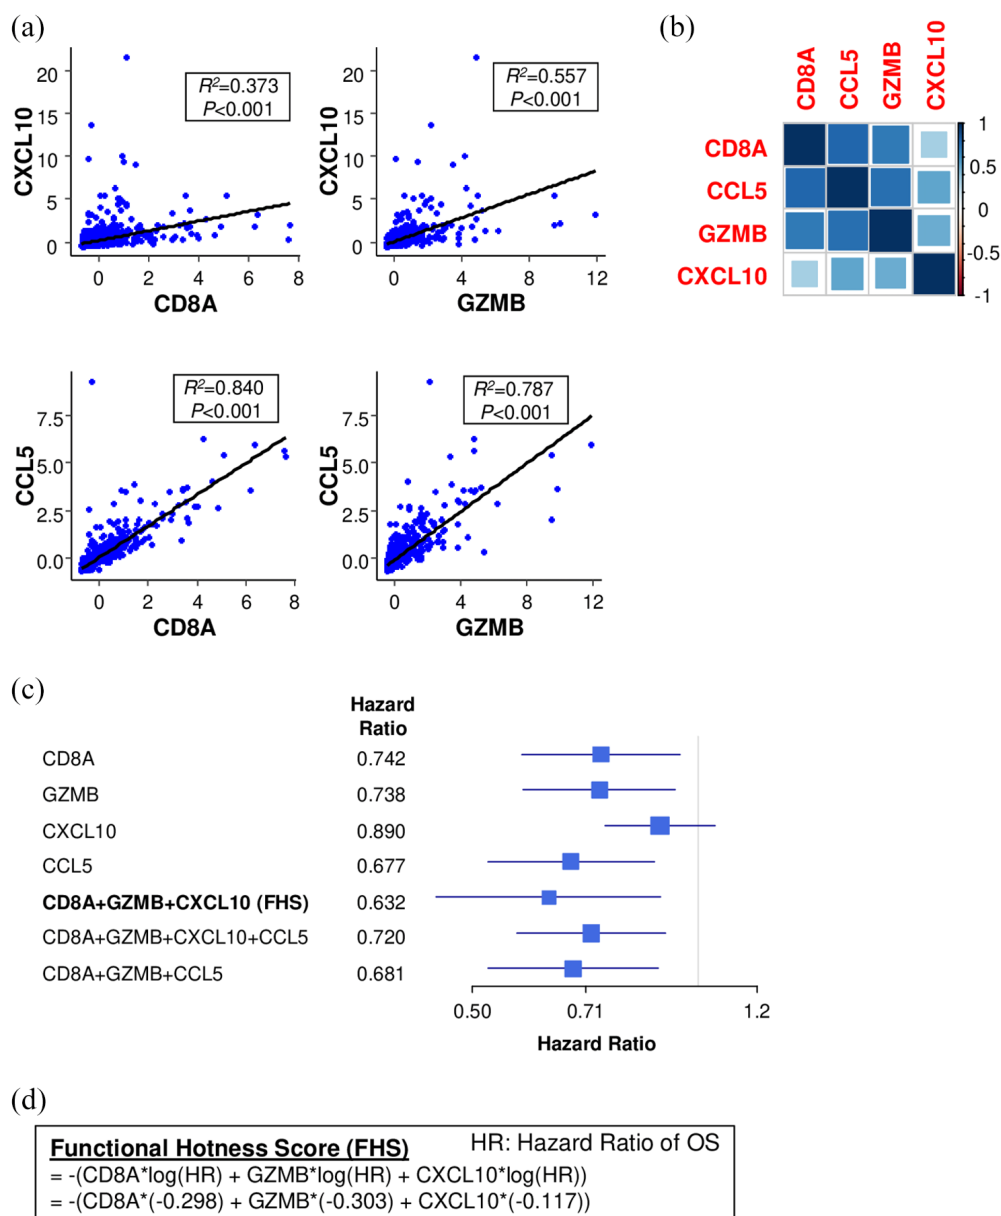 (a)
20
15
10
5
0
CXCL10
R²=0.373
P<0.001
0 2 4 6 8
CD8A
20
15
10
5
0
CXCL10
R²=0.557
P<0.001
0 4 8 12
GZMB
7.5
5.0
2.5
0.0
CCL5
R²=0.840
P<0.001
0 2 4 6 8
CD8A
7.5
5.0
2.5
0.0
CCL5
R²=0.787
P<0.001
0 4 8 12
GZMB
(b)
CD8A CCL5 GZMB CXCL10
CD8A
CCL5
GZMB
CXCL10
1
0.5
0
-0.5
-1
(c)
Hazard
Ratio
CD8A 0.742
GZMB 0.738
CXCL10 0.890
CCL5 0.677
CD8A+GZMB+CXCL10 (FHS) 0.632
CD8A+GZMB+CXCL10+CCL5 0.720
CD8A+GZMB+CCL5 0.681
0.50 0.71 1.2
Hazard Ratio
(d)
Functional Hotness Score (FHS) HR: Hazard Ratio of OS
= -(CD8A*log(HR) + GZMB*log(HR) + CXCL10*log(HR))
= -(CD8A*(-0.298) + GZMB*(-0.303) + CXCL10*(-0.117))